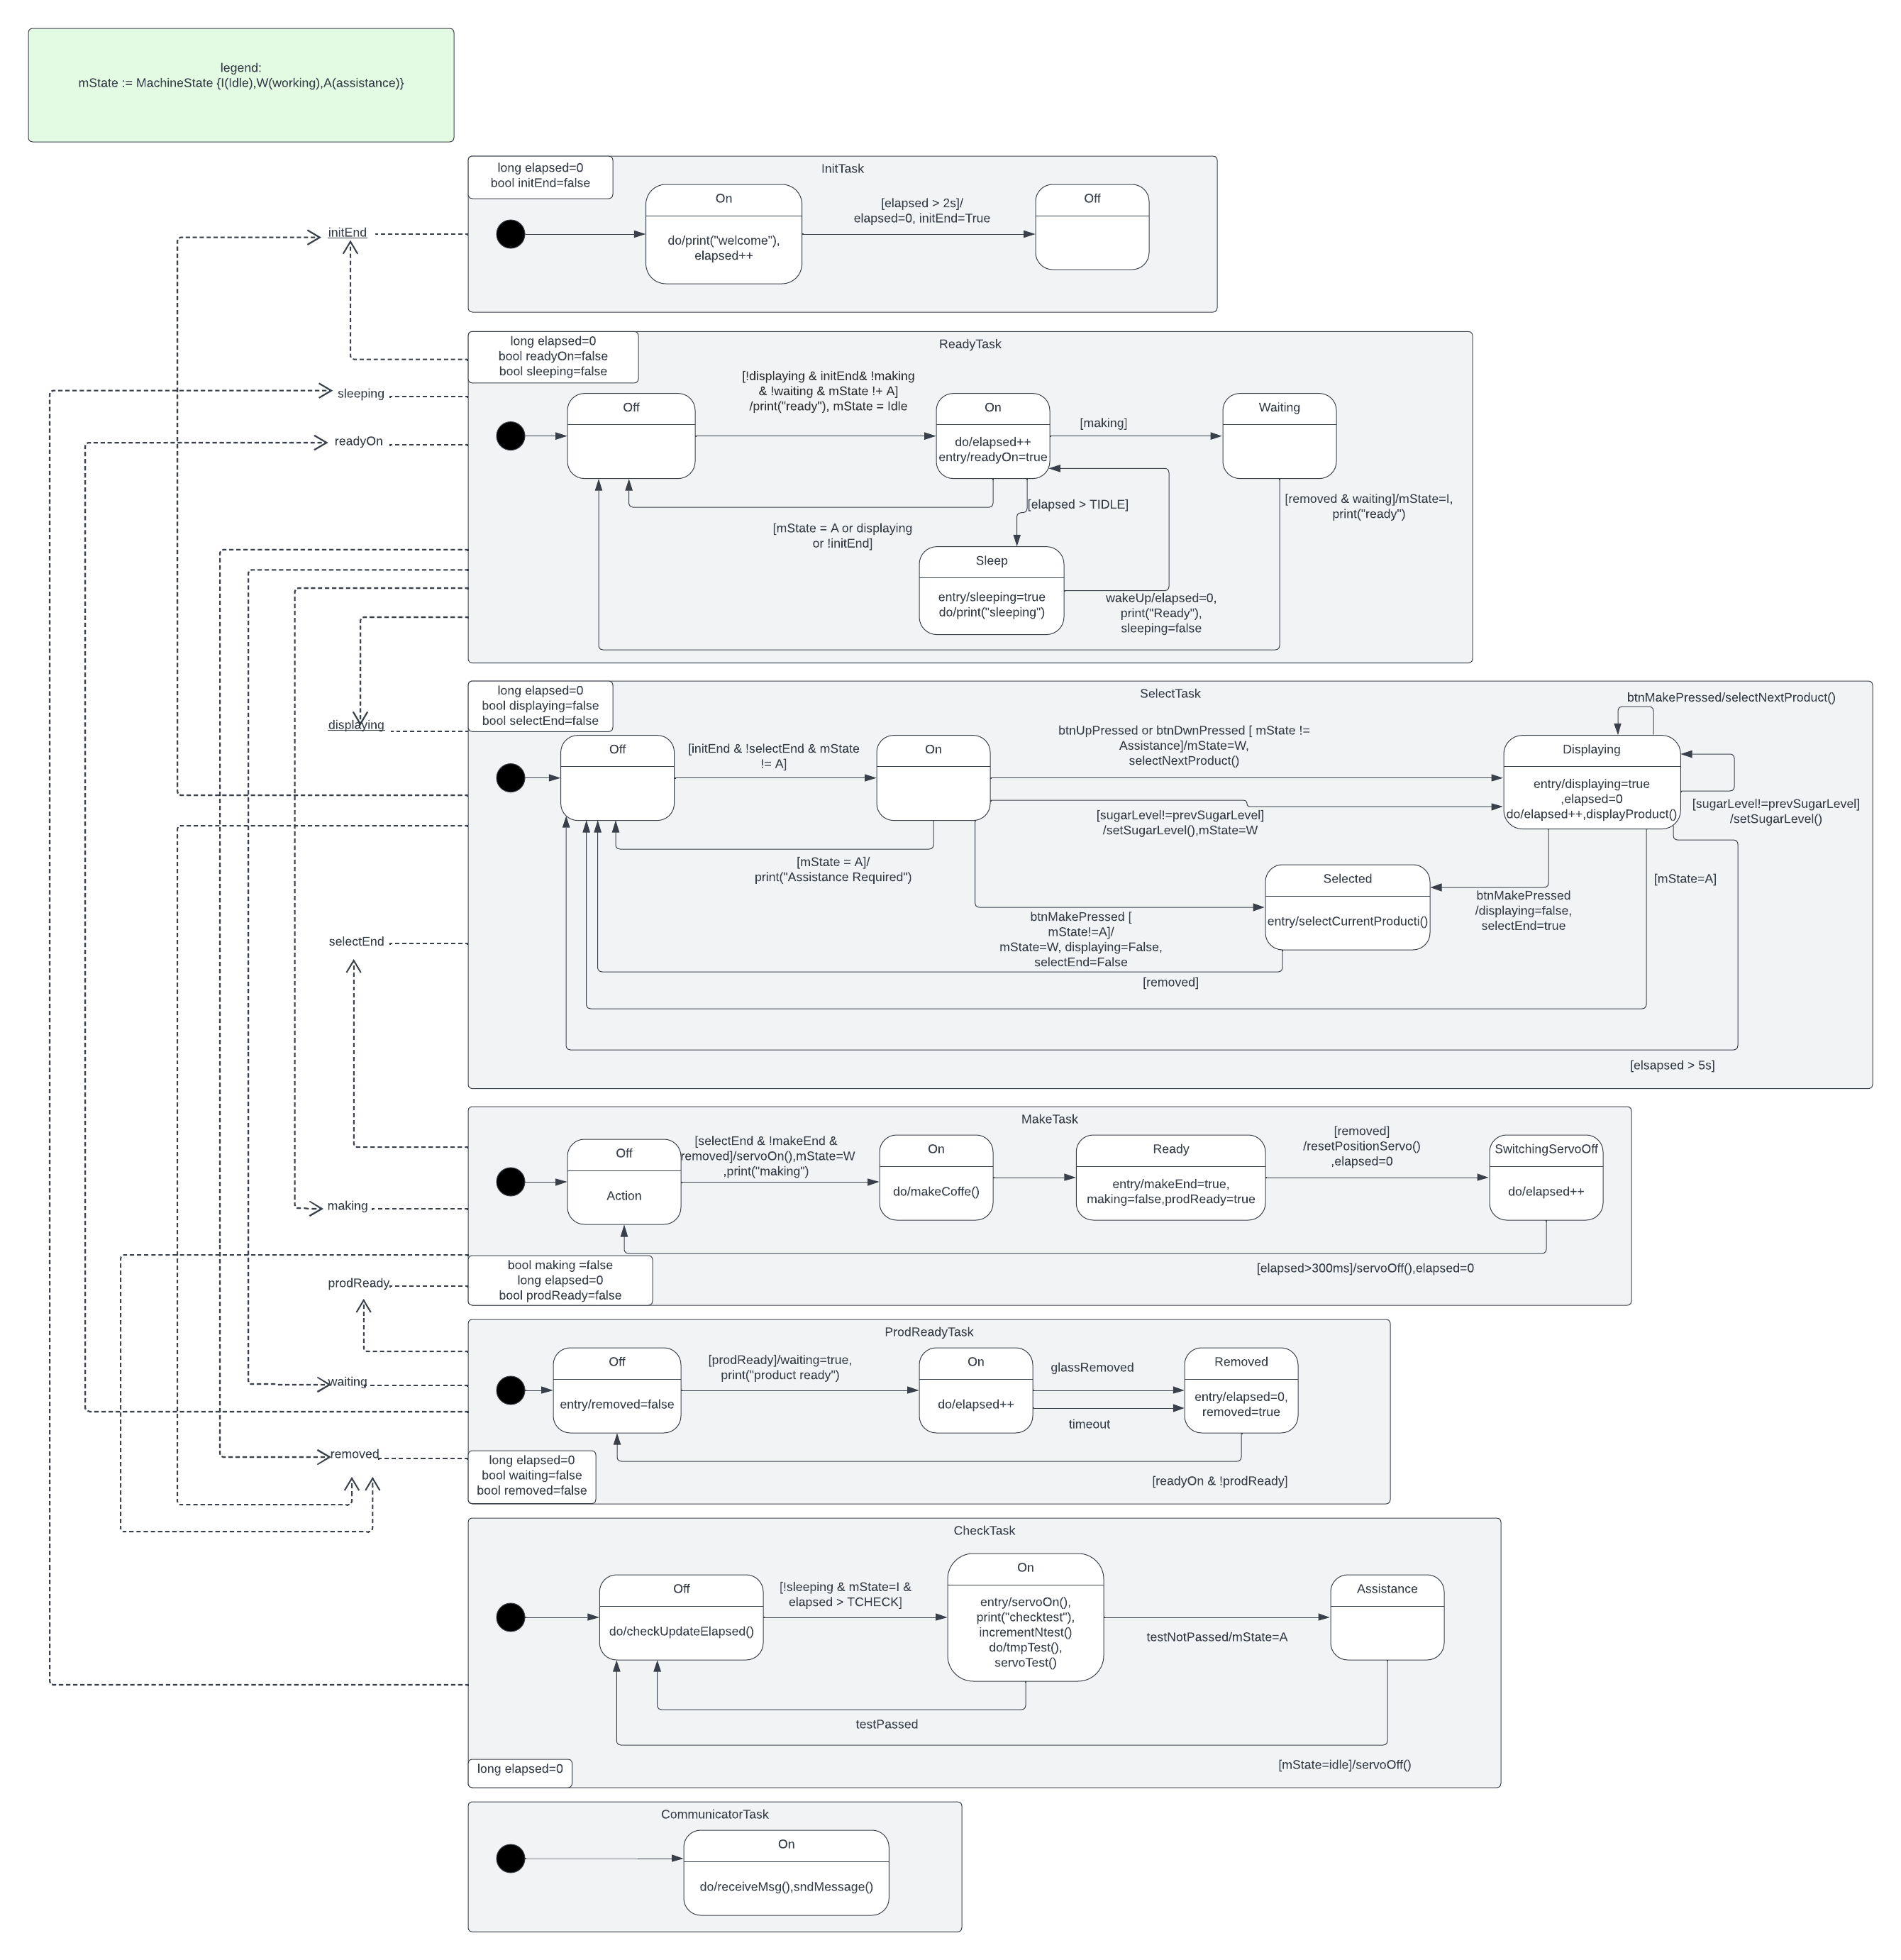 legend:
mState := MachineState {I(Idle),W(working),A(assistance)}
long elapsed=0
bool initEnd=false
InitTask
On
do/print("welcome"),
elapsed++
[elapsed > 2s]/
elapsed=0, initEnd=True
Off
initEnd
long elapsed=0
bool readyOn=false
bool sleeping=false
ReadyTask
sleeping
readyOn
Off
[!displaying & initEnd& !making
& !waiting & mState !+ A]
/print("ready"), mState = Idle
On
do/elapsed++
entry/readyOn=true
[making]
Waiting
[elapsed > TIDLE]
[removed & waiting]/mState=I,
print("ready")
[mState = A or displaying
or !initEnd]
Sleep
entry/sleeping=true
do/print("sleeping")
wakeUp/elapsed=0,
print("Ready"),
sleeping=false
long elapsed=0
bool displaying=false
bool selectEnd=false
SelectTask
displaying
Off
[initEnd & !selectEnd & mState
!= A]
On
btnUpPressed or btnDwnPressed [ mState !=
Assistance]/mState=W,
selectNextProduct()
btnMakePressed/selectNextProduct()
Displaying
entry/displaying=true
,elapsed=0
do/elapsed++,displayProduct()
[sugarLevel!=prevSugarLevel]
/setSugarLevel()
[sugarLevel!=prevSugarLevel]
/setSugarLevel(),mState=W
[mState = A]/
print("Assistance Required")
Selected
entry/selectCurrentProducti()
btnMakePressed
/displaying=false,
selectEnd=true
[mState=A]
btnMakePressed [
mState!=A]/
mState=W, displaying=False,
selectEnd=False
[removed]
[elsapsed > 5s]
selectEnd
MakeTask
Off
Action
[selectEnd & !makeEnd &
removed]/servoOn(),mState=W
,print("making")
On
do/makeCoffe()
Ready
entry/makeEnd=true,
making=false,prodReady=true
[removed]
/resetPositionServo()
,elapsed=0
SwitchingServoOff
do/elapsed++
[elapsed>300ms]/servoOff(),elapsed=0
making
bool making =false
long elapsed=0
bool prodReady=false
prodReady
ProdReadyTask
Off
entry/removed=false
[prodReady]/waiting=true,
print("product ready")
On
do/elapsed++
glassRemoved
timeout
Removed
entry/elapsed=0,
removed=true
[readyOn & !prodReady]
waiting
removed
long elapsed=0
bool waiting=false
bool removed=false
CheckTask
Off
do/checkUpdateElapsed()
[!sleeping & mState=I &
elapsed > TCHECK]
On
entry/servoOn(),
print("checktest"),
incrementNtest()
do/tmpTest(),
servoTest()
testNotPassed/mState=A
Assistance
testPassed
[mState=idle]/servoOff()
long elapsed=0
CommunicatorTask
On
do/receiveMsg(),sndMessage()